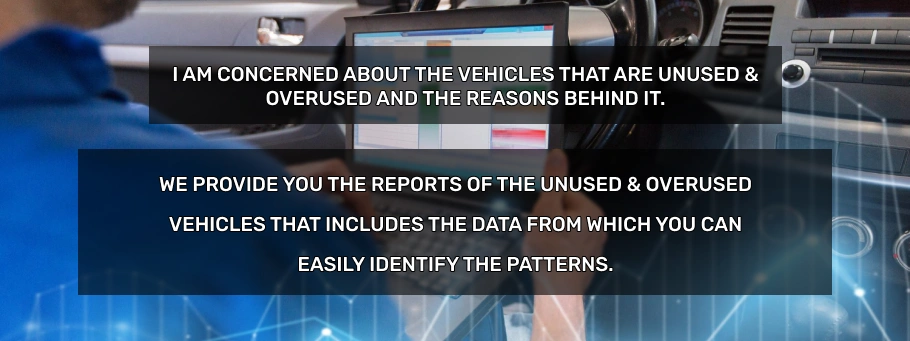 I AM CONCERNED ABOUT THE VEHICLES THAT ARE UNUSED &
OVERUSED AND THE REASONS BEHIND IT.
WE PROVIDE YOU THE REPORTS OF THE UNUSED & OVERUSED
VEHICLES THAT INCLUDES THE DATA FROM WHICH YOU CAN
EASILY IDENTIFY THE PATTERNS.